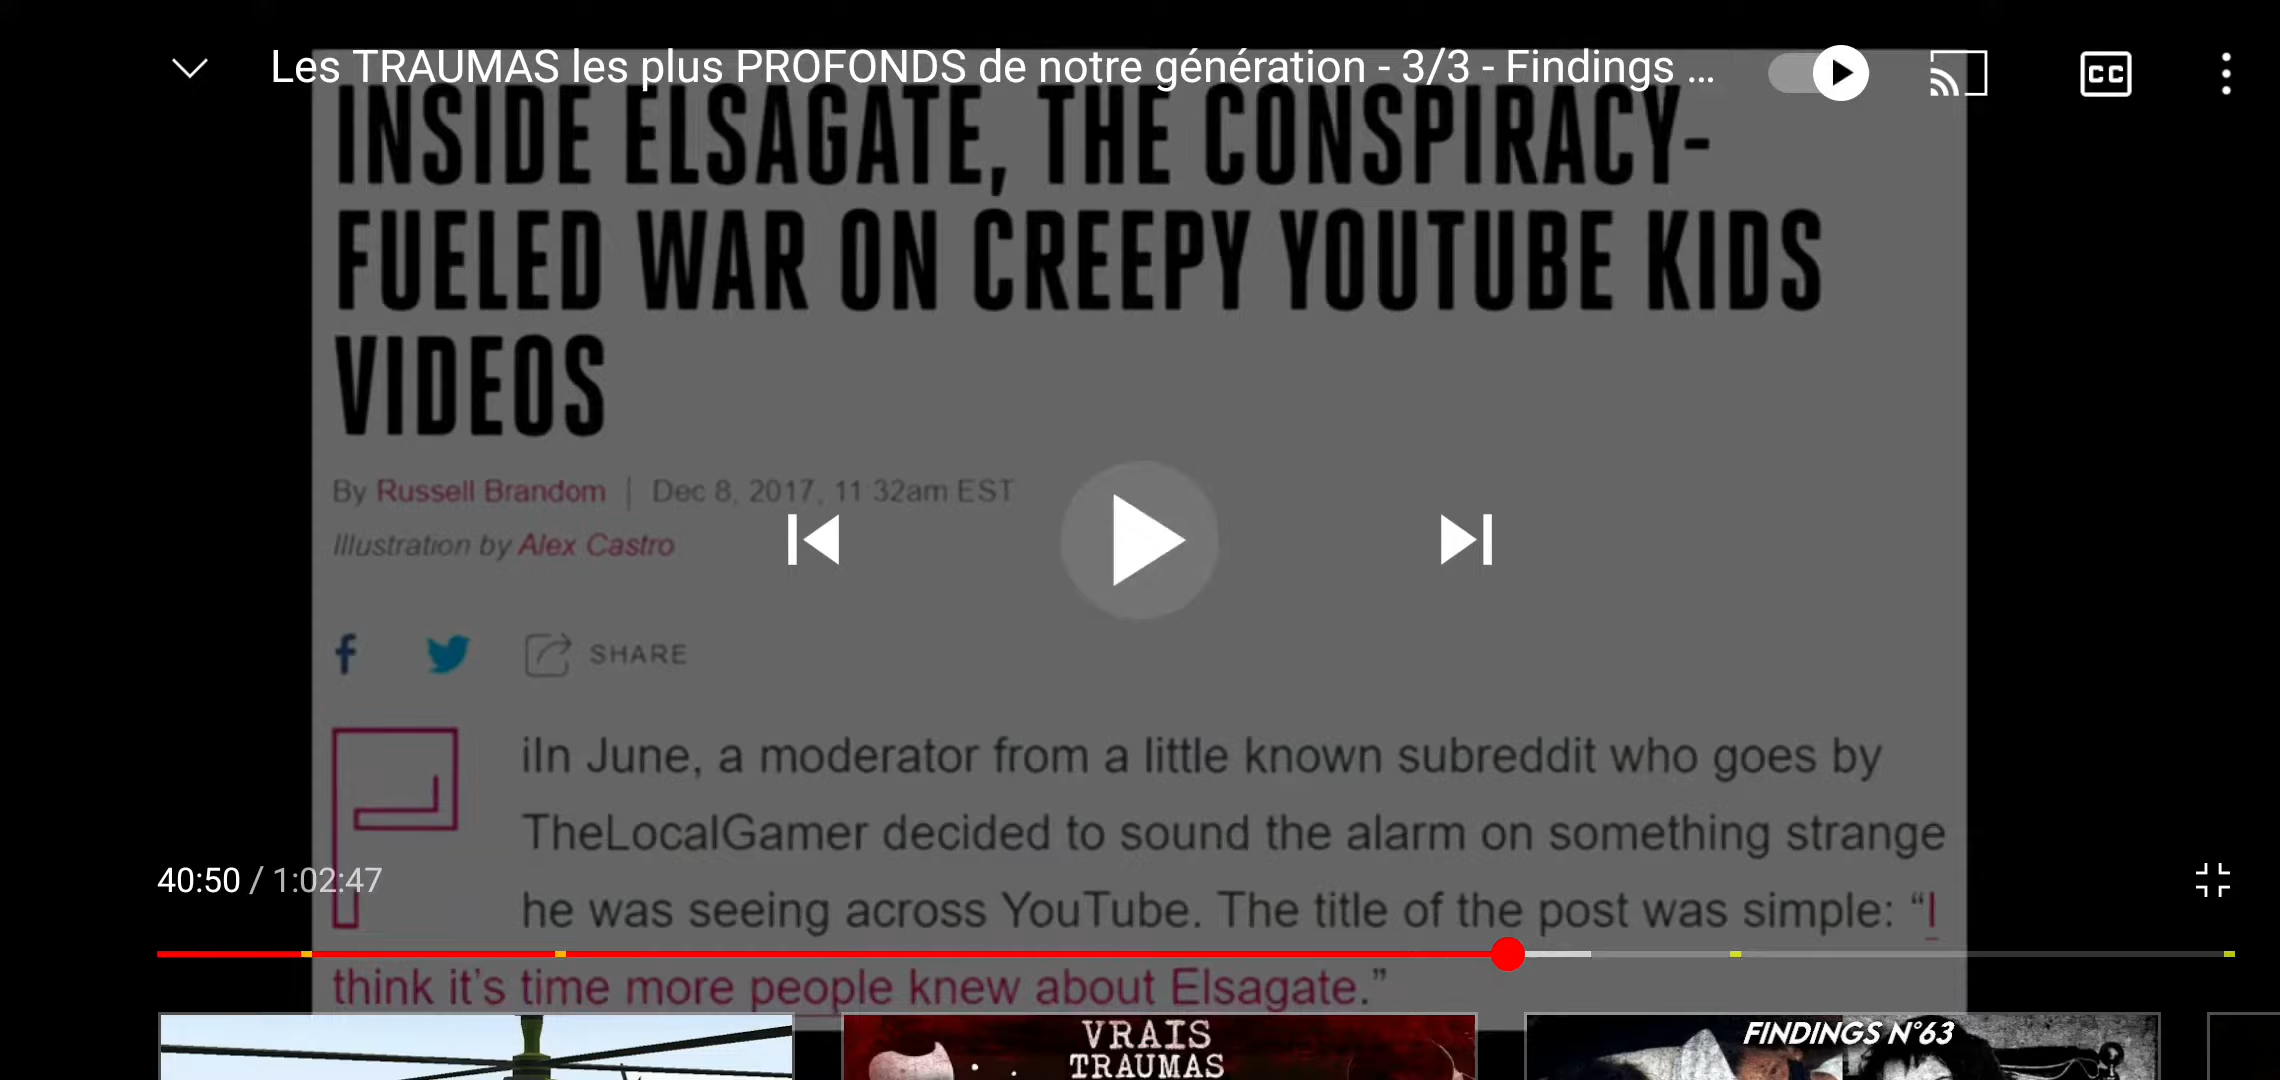 Les TRAUMAS les plus PROFONDS de notre génération - 3/3 - Findings ...
CC
INSIDE ELSAGATE, THE CONSPIRACY-
FUELED WAR ON CREEPY YOUTUBE KIDS
VIDEOS
By Russell Brandom | Dec 8, 2017, 11 32am EST
Illustration by Alex Castro
SHARE
iIn June, a moderator from a little known subreddit who goes by
TheLocalGamer decided to sound the alarm on something strange
40:50 / 1:02:47
he was seeing across YouTube. The title of the post was simple: “I
think it’s time more people knew about Elsagate.”
VRAIS
TRAUMAS
FINDINGS N°63